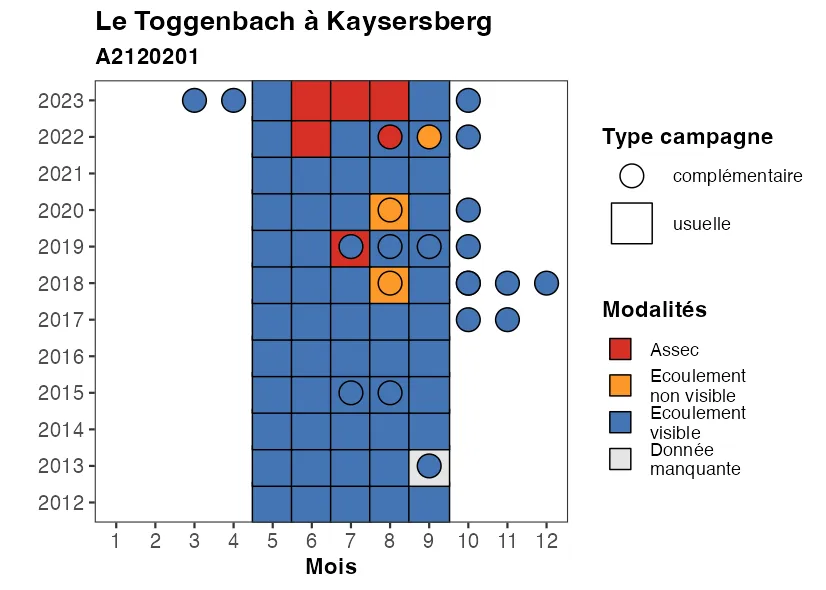 Le Toggenbach à Kaysersberg
A2120201
2023
2022
2021
2020
2019
2018
2017
2016
2015
2014
2013
2012
1 2 3 4 5 6 7 8 9 10 11 12
Mois
Type campagne
complémentaire
usuelle
Modalités
Assec
Ecoulement
non visible
Ecoulement
visible
Donnée
manquante